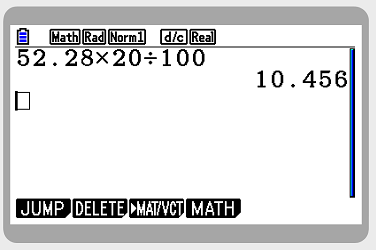 Math Rad Norm1 d/c Real
52.28×20÷100
10.456
JUMP DELETE ▶MAT/VCT MATH